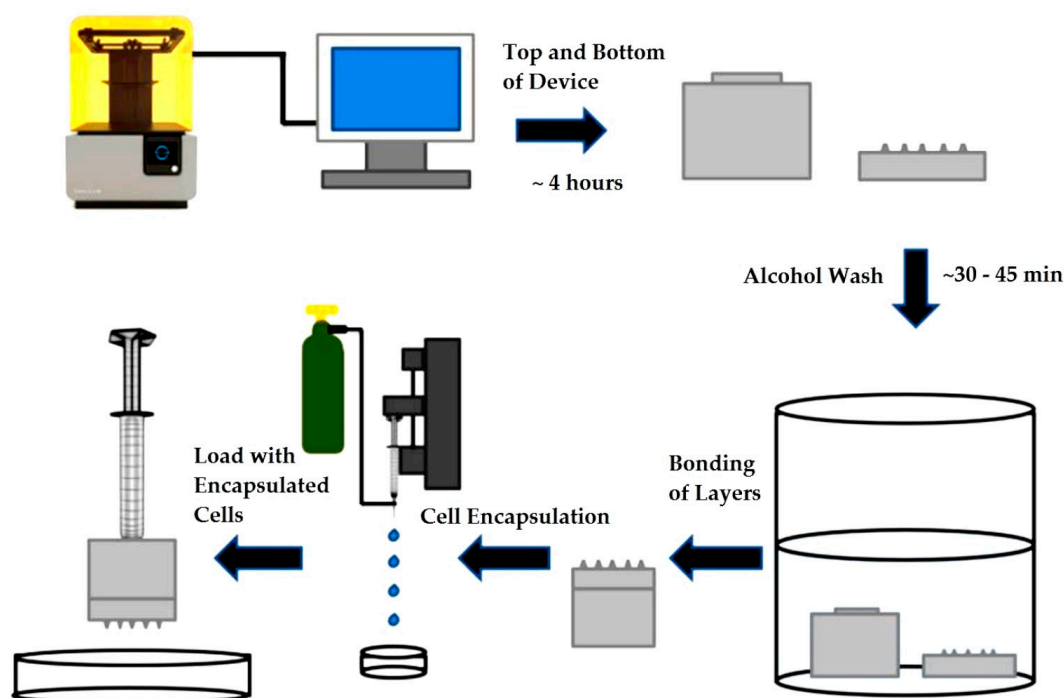 Top and Bottom
of Device
~ 4 hours
Alcohol Wash
~30 - 45 min
Bonding
of Layers
Cell Encapsulation
Load with
Encapsulated
Cells